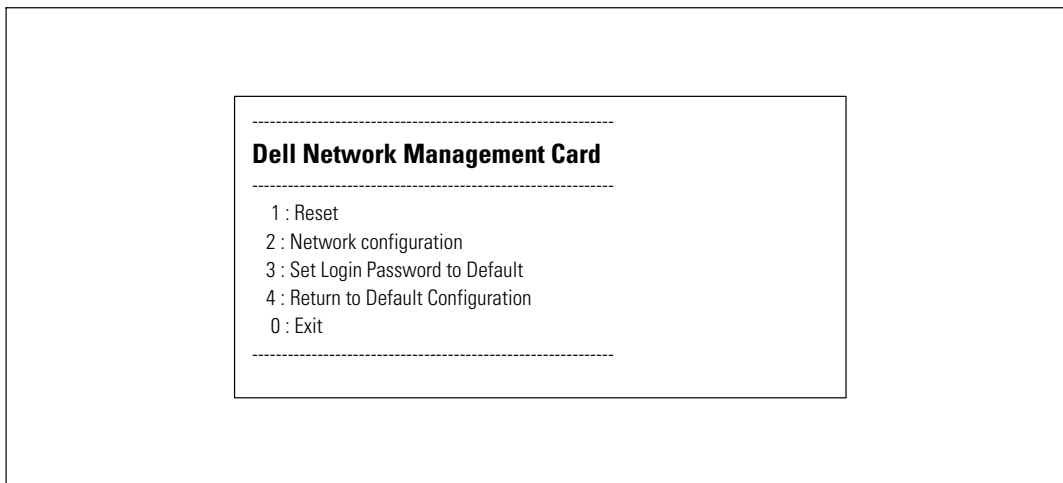 --------------------------------------------------------------
Dell Network Management Card
--------------------------------------------------------------
1 : Reset
2 : Network configuration
3 : Set Login Password to Default
4 : Return to Default Configuration
0 : Exit
--------------------------------------------------------------